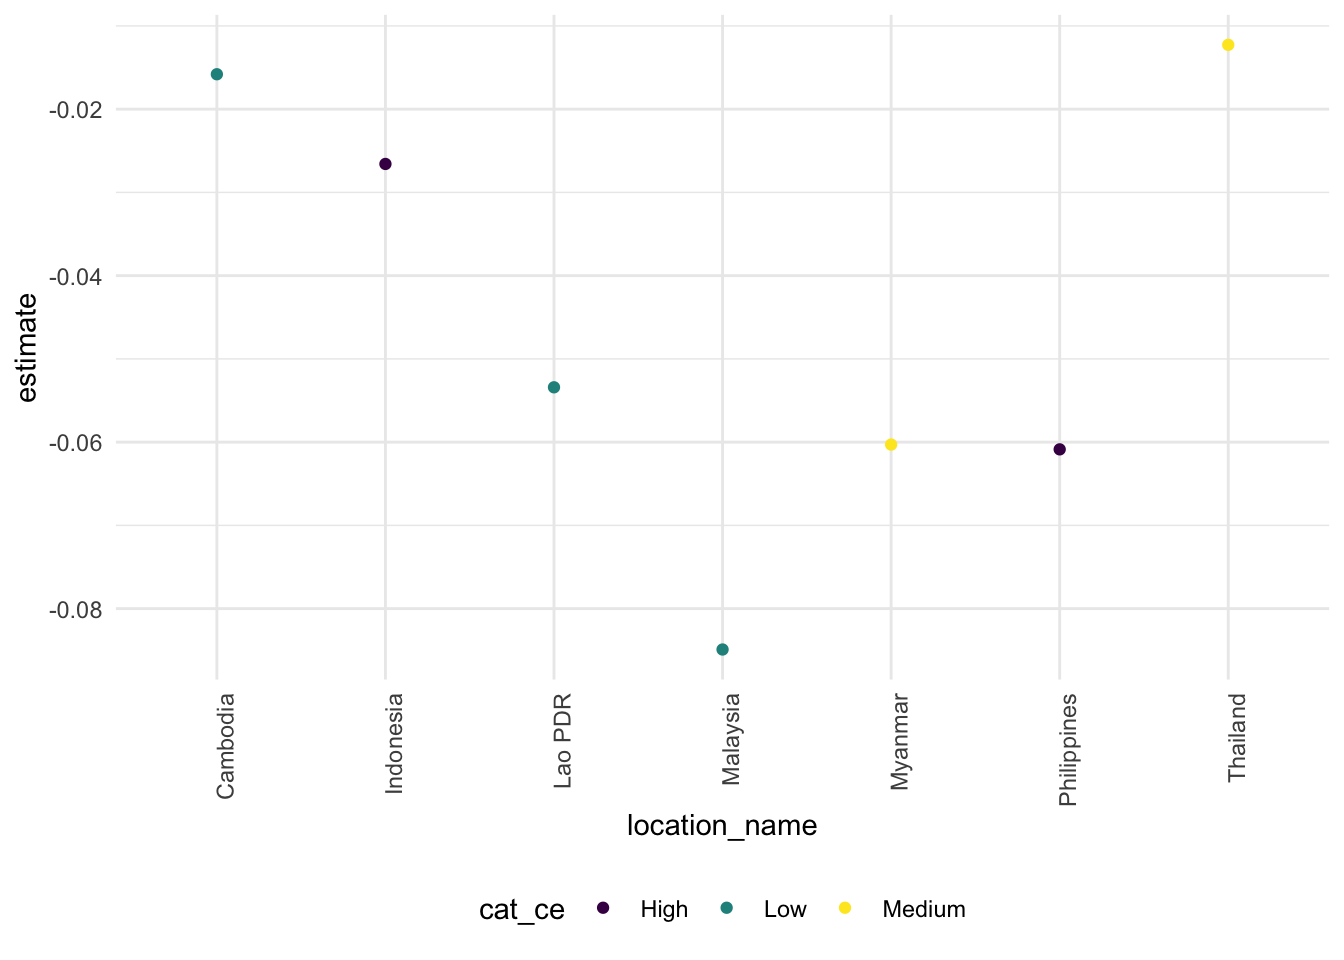 -0.02
-0.04
-0.06
-0.08
estimate
Cambodia
Indonesia
Lao PDR
Malaysia
Myanmar
Philippines
Thailand
location_name
cat_ce High Low Medium